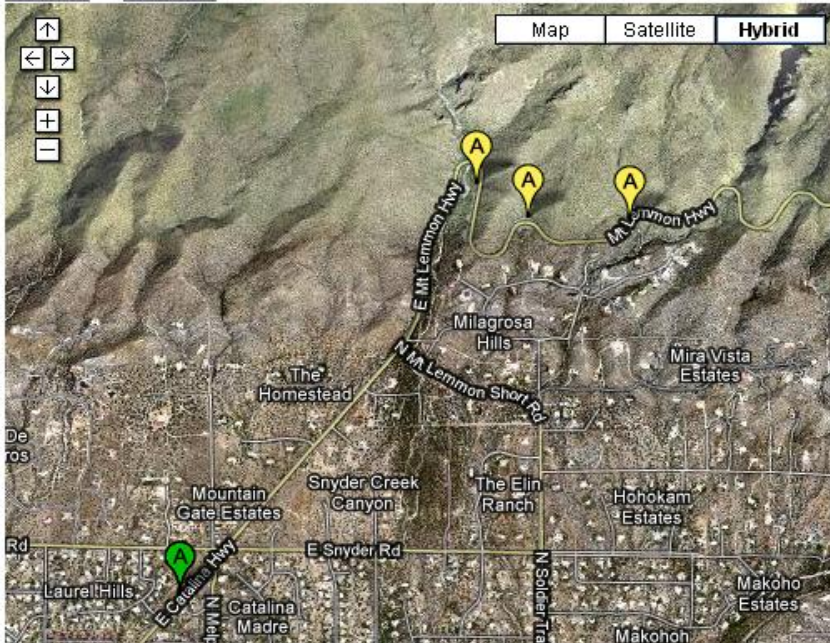 Map
Satellite
Hybrid
A
A
A
E Mt Lemmon Hwy
Mt Lemmon Hwy
Milagrosa
Hills
N Mt Lemmon Short Rd
Mira Vista
Estates
The
Homestead
De
ros
Mountain
Gate Estates
Snyder Creek
Canyon
The Elin
Ranch
Hohokam
Estates
Rd
E Snyder Rd
A
Laurel Hills
E Catalina Hwy
Catalina
Madre
Makoho
Estates
Makohon